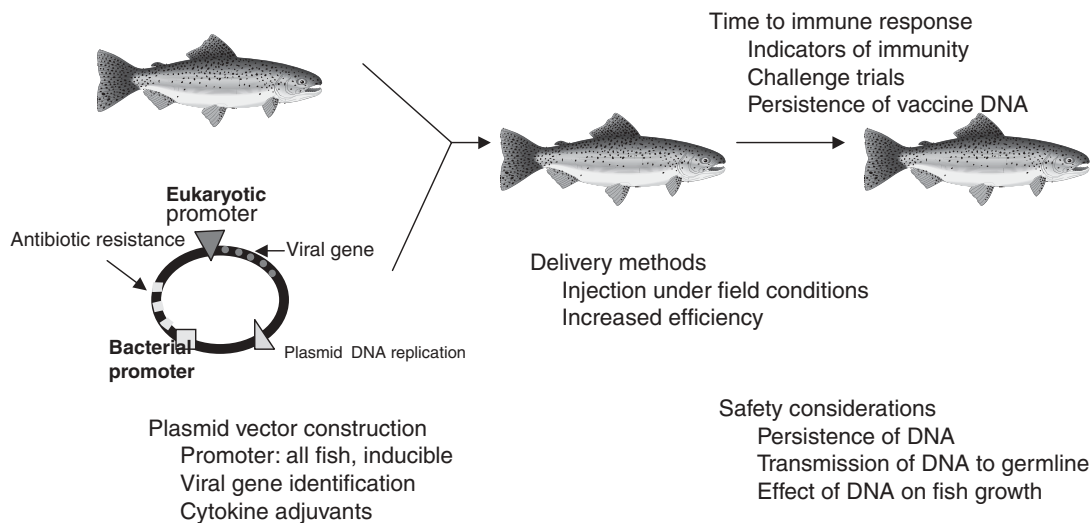 Time to immune response
Indicators of immunity
Challenge trials
Persistence of vaccine DNA
Eukaryotic
promoter
Antibiotic resistance
Viral gene
Bacterial
promoter
Plasmid DNA replication
Delivery methods
Injection under field conditions
Increased efficiency
Plasmid vector construction
Promoter: all fish, inducible
Viral gene identification
Cytokine adjuvants
Safety considerations
Persistence of DNA
Transmission of DNA to germline
Effect of DNA on fish growth